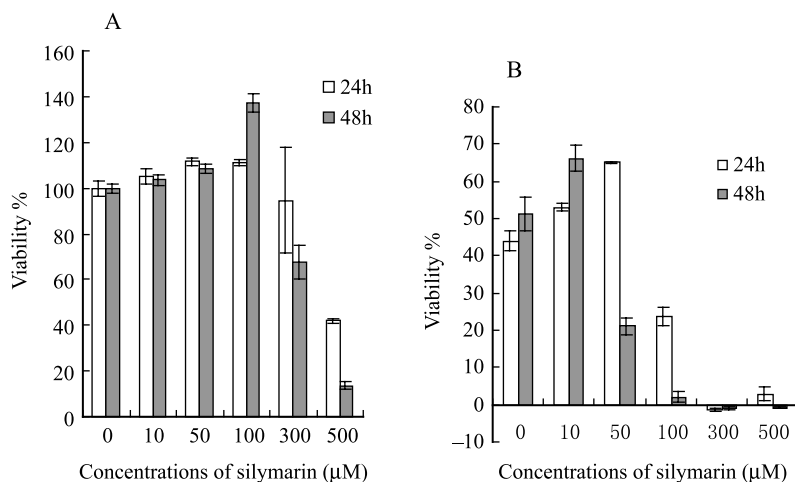 A
160
140
120
100
80
60
40
20
0
Viability %
24h
48h
0 10 50 100 300 500
Concentrations of silymarin (μM)
B
80
70
60
50
40
30
20
10
0
–10
Viability %
24h
48h
0 10 50 100 300 500
Concentrations of silymarin (μM)